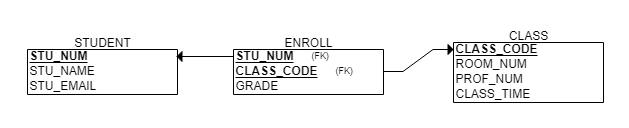 STUDENT
STU_NUM
STU_NAME
STU_EMAIL
ENROLL
STU_NUM (FK)
CLASS_CODE (FK)
GRADE
CLASS
CLASS_CODE
ROOM_NUM
PROF_NUM
CLASS_TIME